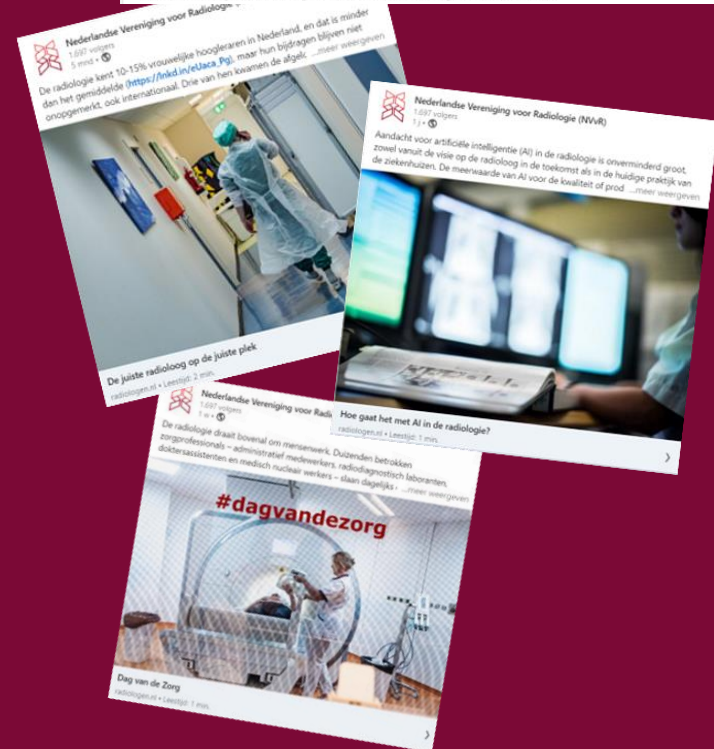 Nederlandse Vereniging voor Radiologie
1.697 volgers
5 mnd •
De radiologie kent 10-15% vrouwelijke hoogleraren in Nederland, en dat is minder
dan het gemiddelde (https://lnkd.in/eUaca_Pg), maar hun bijdragen blijven niet
onopgemerkt, ook internationaal. Drie van hen kwamen de afgelc ...meer weergeven
De juiste radioloog op de juiste plek
radiologen.nl • Leestijd: 2 min.
Nederlandse Vereniging voor Radiologie (NVvR)
1.697 volgers
1 j •
Aandacht voor artificiële intelligentie (AI) in de radiologie is onverminderd groot,
zowel vanuit de visie op de radioloog in de toekomst als in de huidige praktijk van
de ziekenhuizen. De meerwaarde van AI voor de kwaliteit of prod ...meer weergeven
Hoe gaat het met AI in de radiologie?
radiologen.nl • Leestijd: 1 min.
Nederlandse Vereniging voor Radi
1.697 volgers
1 w •
De radiologie draait bovenal om mensenwerk. Duizenden betrokken
zorgprofessionals – administratief medewerkers, radiodiagnostisch laboranten,
doktersassistenten en medisch nucleair werkers – slaan dagelijks ...meer weergeven
#dagvandezorg
Dag van de Zorg
radiologen.nl • Leestijd: 1 min.